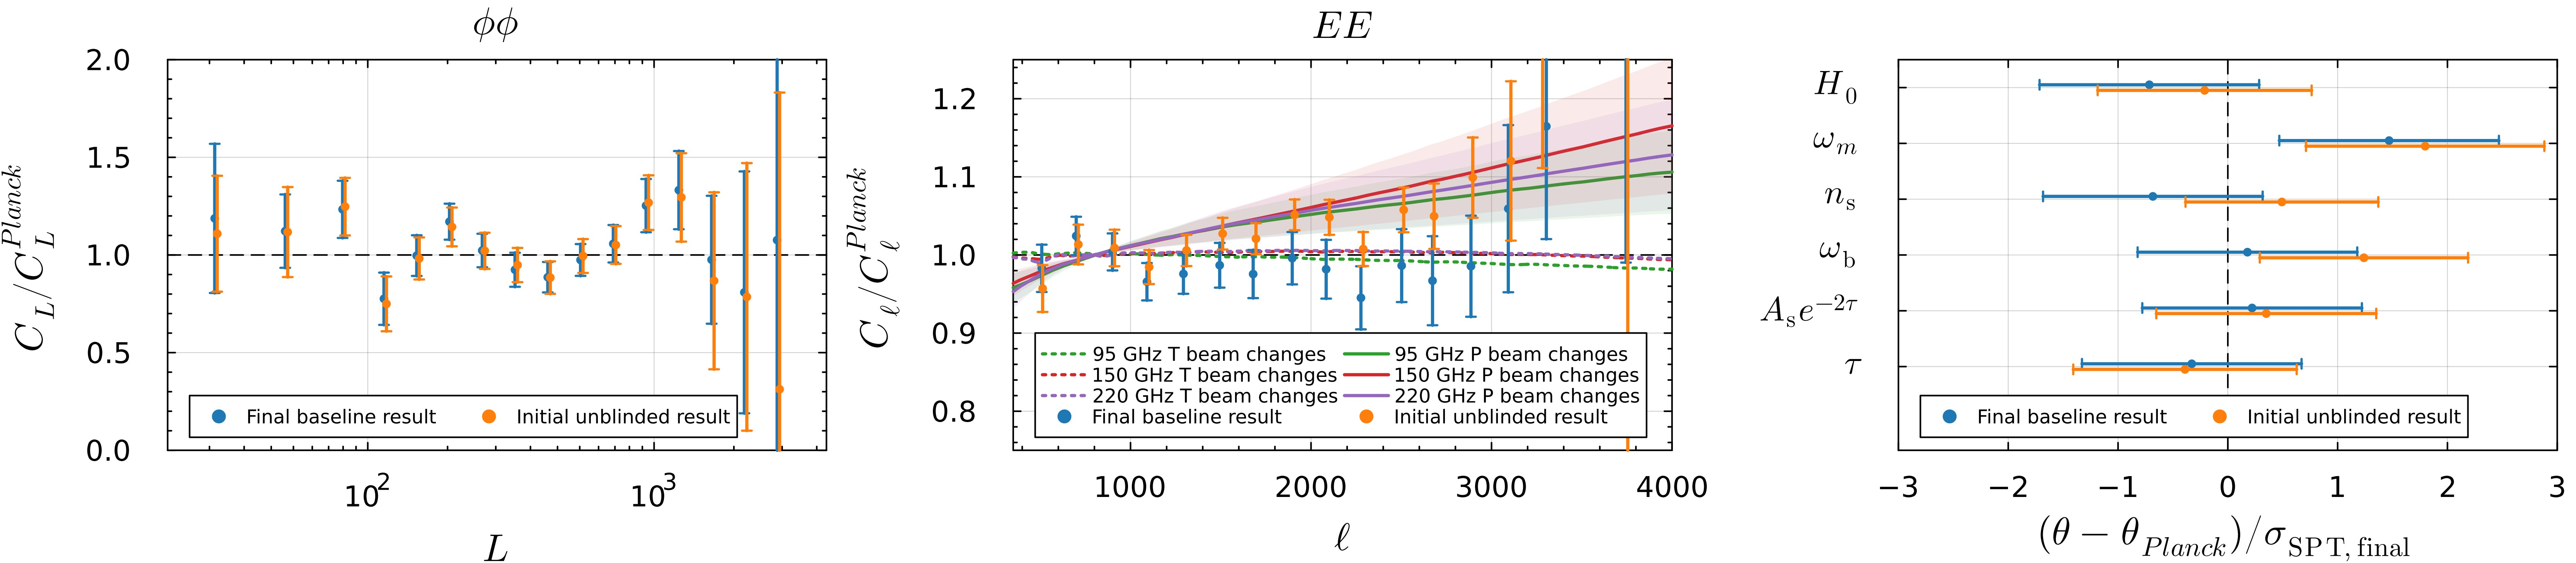 ϕϕ
C_L/C_L^{Planck}
2.0
1.5
1.0
0.5
0.0
Final baseline result
Initial unblinded result
10^2
10^3
L
EE
C_ℓ/C_ℓ^{Planck}
1.2
1.1
1.0
0.9
0.8
95 GHz T beam changes
95 GHz P beam changes
150 GHz T beam changes
150 GHz P beam changes
220 GHz T beam changes
220 GHz P beam changes
Final baseline result
Initial unblinded result
1000
2000
3000
4000
ℓ
H_0
ω_m
n_s
ω_b
A_s e^{−2τ}
τ
Final baseline result
Initial unblinded result
−3
−2
−1
0
1
2
3
(θ − θ_{Planck})/σ_{SPT, final}